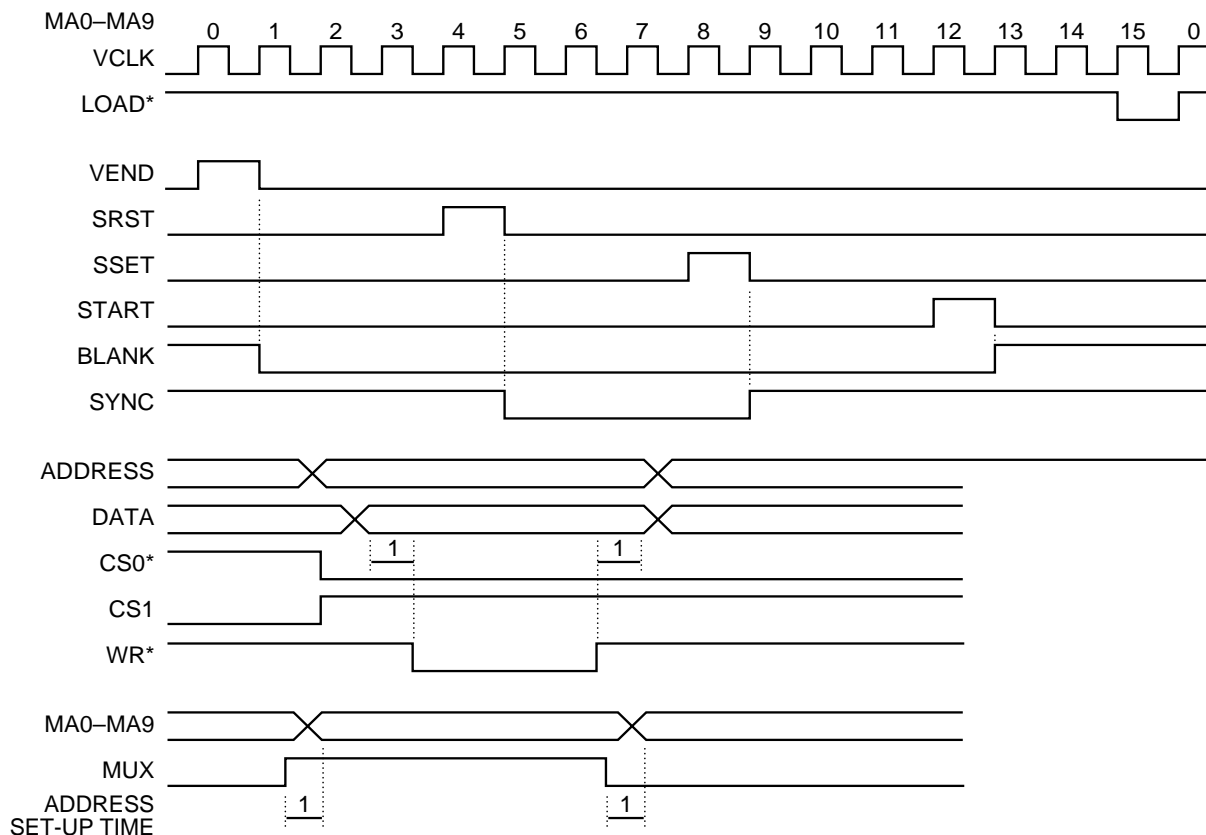 MA0–MA9 0 1 2 3 4 5 6 7 8 9 10 11 12 13 14 15 0
VCLK
LOAD*
VEND
SRST
SSET
START
BLANK
SYNC
ADDRESS
DATA
1 1
CS0*
CS1
WR*
MA0–MA9
MUX
ADDRESS 1 1
SET-UP TIME